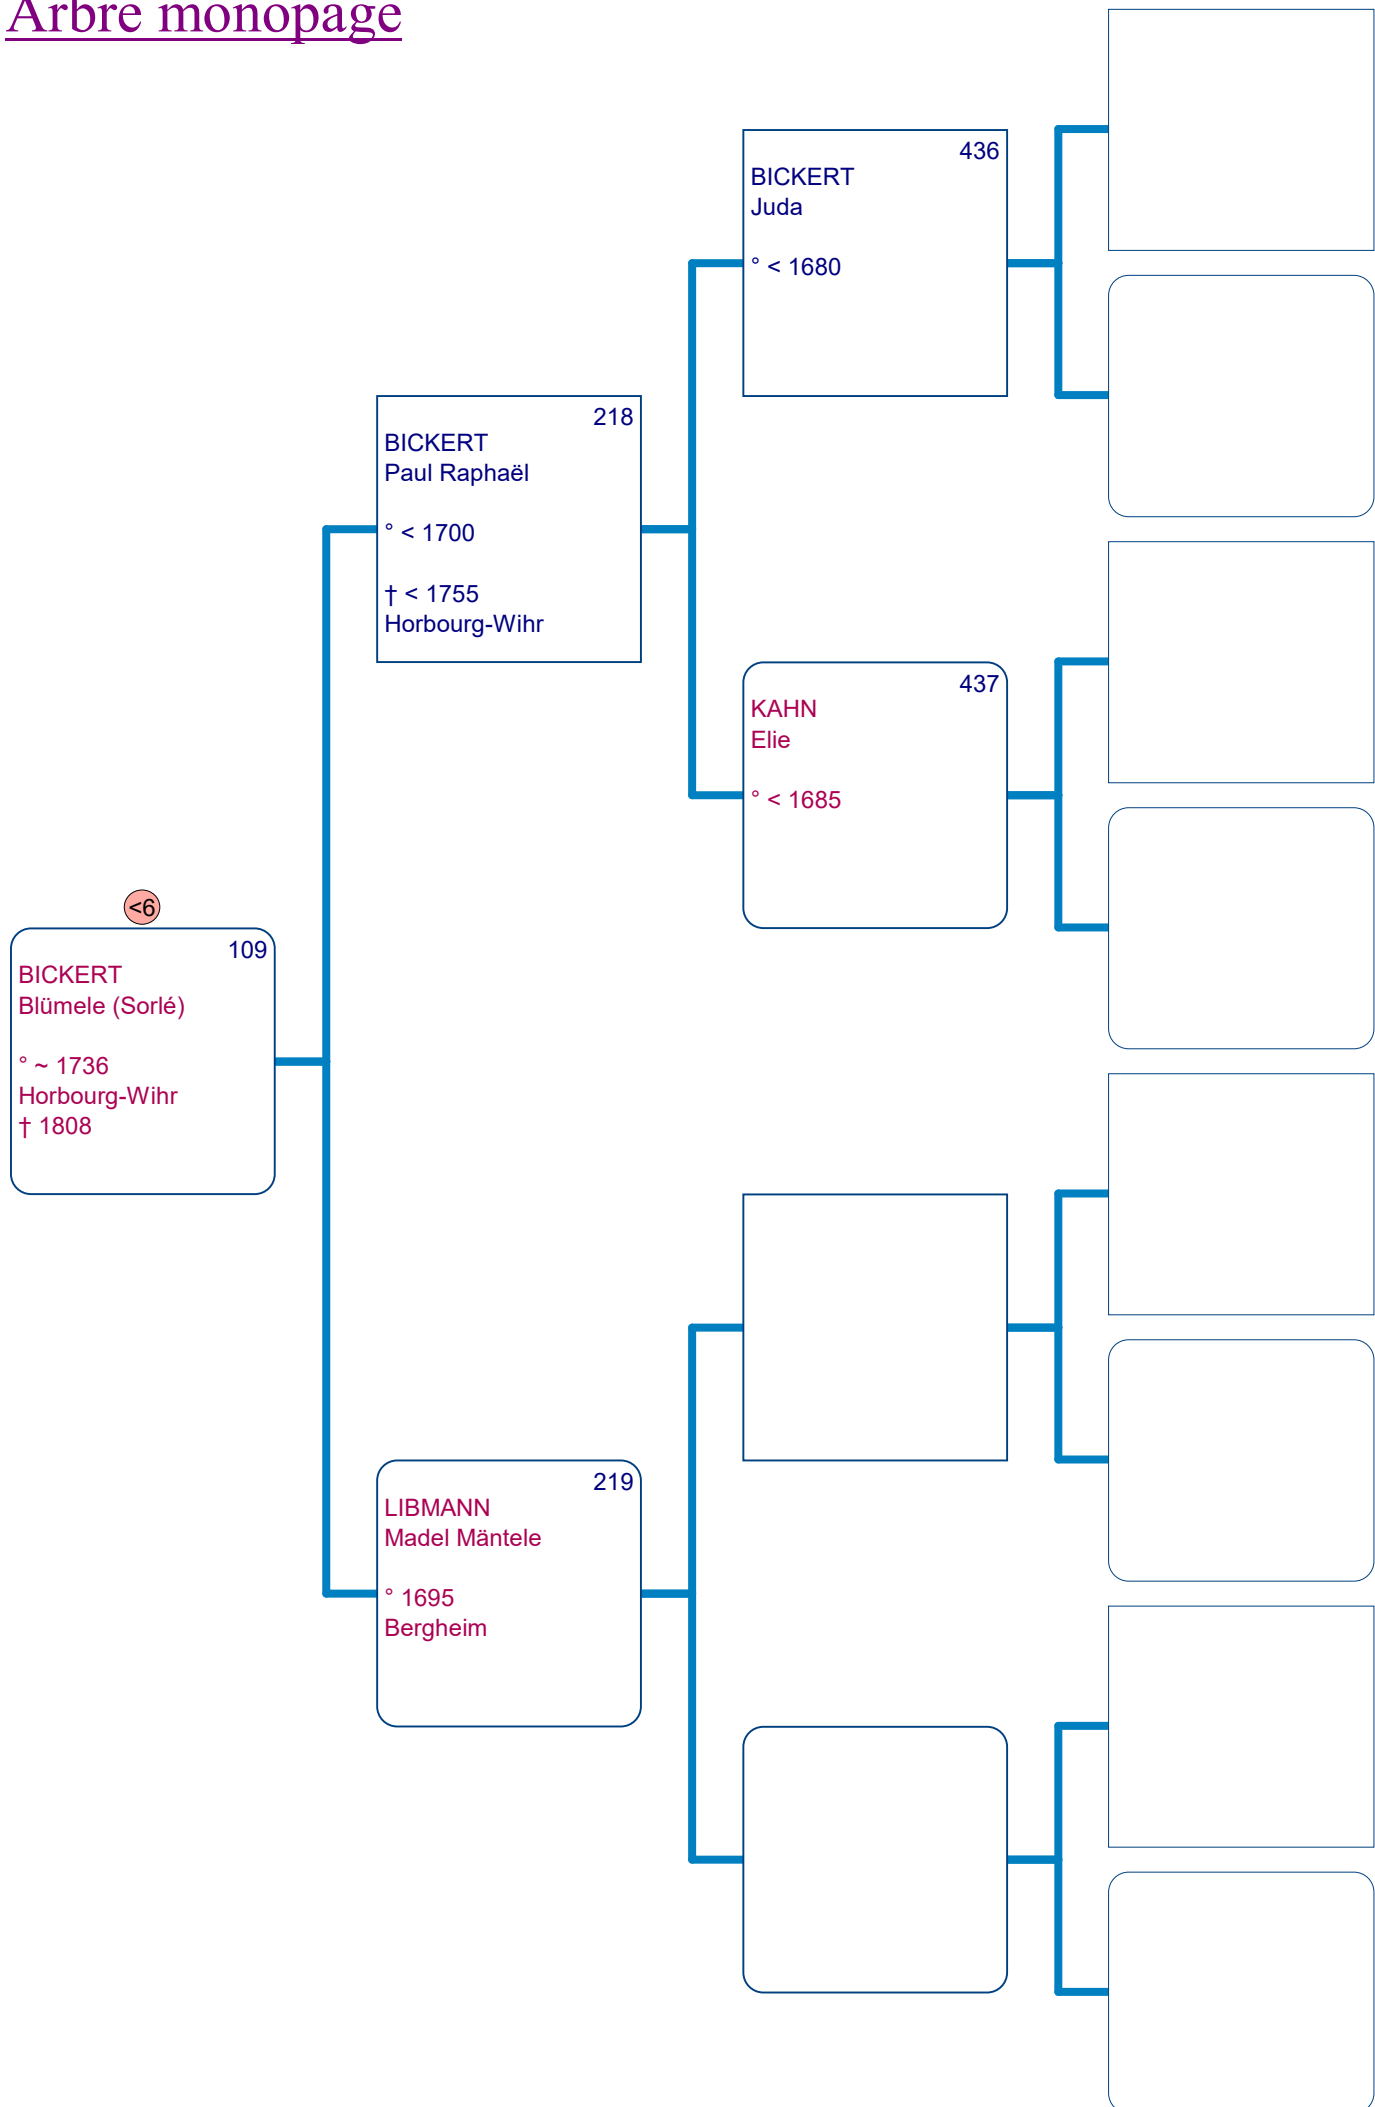 Arbre monopage
436
BICKERT
Juda
° < 1680
218
BICKERT
Paul Raphaël
° < 1700
† < 1755
Horbourg-Wihr
437
KAHN
Elie
° < 1685
<6
109
BICKERT
Blümele (Sorlé)
° ~ 1736
Horbourg-Wihr
† 1808
219
LIBMANN
Madel Mäntele
° 1695
Bergheim